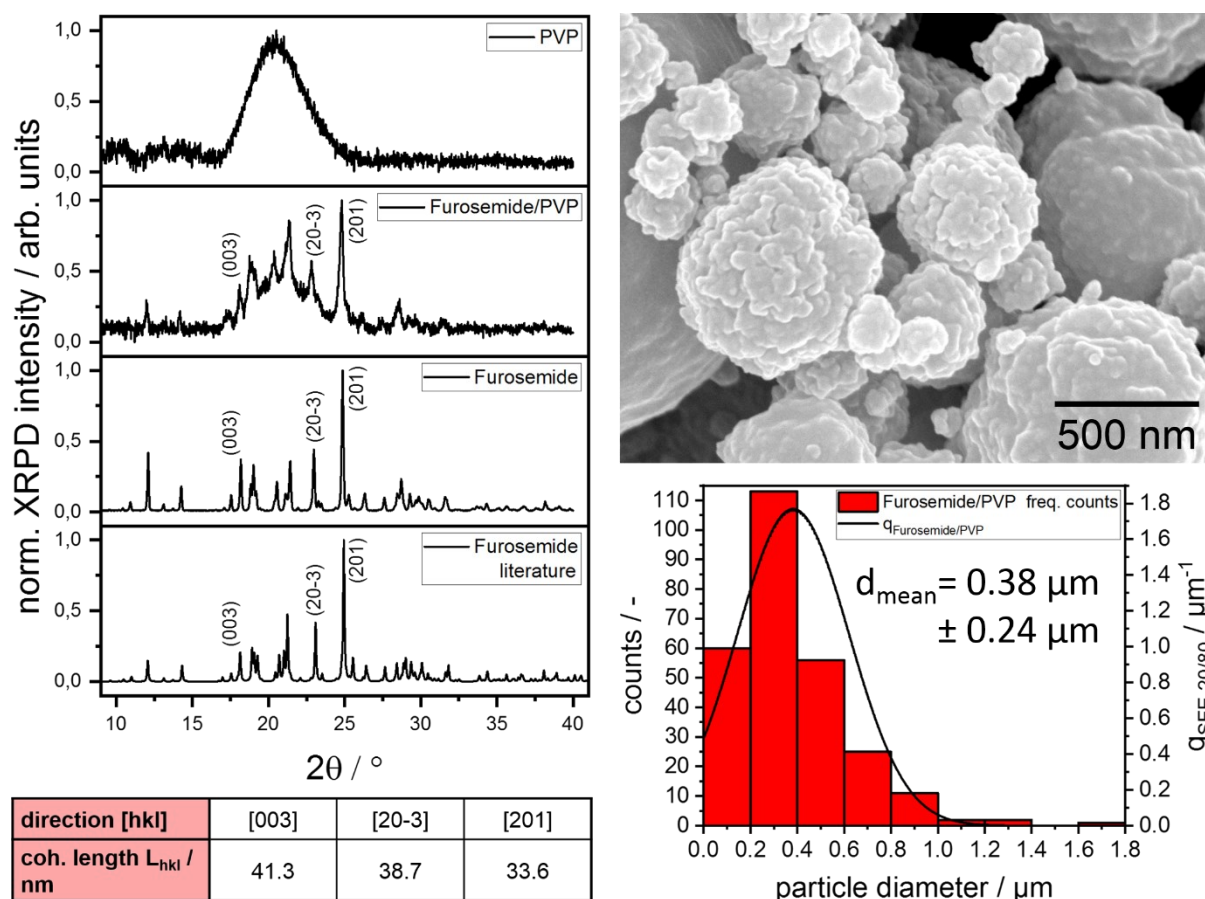 norm. XRPD intensity / arb. units
1,0
0,5
0,0
PVP
1,0
0,5
0,0
Furosemide/PVP
(003)
(20-3)
(201)
1,0
0,5
0,0
Furosemide
(003)
(20-3)
(201)
1,0
0,5
0,0
Furosemide
literature
(003)
(20-3)
(201)
10 15 20 25 30 35 40
2θ / °
direction [hkl] [003] [20-3] [201]
coh. length Lhkl / nm 41.3 38.7 33.6
500 nm
counts / -
110
100
90
80
70
60
50
40
30
20
10
0
Furosemide/PVP freq. counts
qFurosemide/PVP
dmean= 0.38 µm
± 0.24 µm
1.8
1.6
1.4
1.2
1.0
0.8
0.6
0.4
0.2
0.0
/ µm-1
0.0 0.2 0.4 0.6 0.8 1.0 1.2 1.4 1.6 1.8
particle diameter / µm